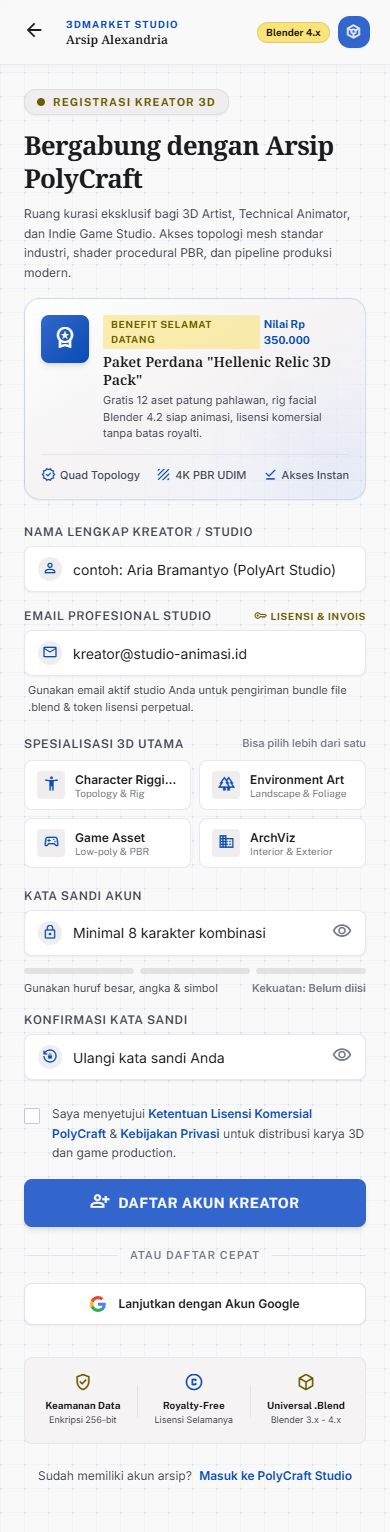 3DMARKET STUDIO
Arsip Alexandria
Blender 4.x
REGISTRASI KREATOR 3D
Bergabung dengan Arsip
PolyCraft
Ruang kurasi eksklusif bagi 3D Artist, Technical Animator,
dan Indie Game Studio. Akses topologi mesh standar
industri, shader procedural PBR, dan pipeline produksi
modern.
BENEFIT SELAMAT
DATANG
Nilai Rp
350.000
Paket Perdana "Hellenic Relic 3D
Pack"
Gratis 12 aset patung pahlawan, rig facial
Blender 4.2 siap animasi, lisensi komersial
tanpa batas royalti.
Quad Topology
4K PBR UDIM
Akses Instan
NAMA LENGKAP KREATOR / STUDIO
contoh: Aria Bramantyo (PolyArt Studio)
EMAIL PROFESIONAL STUDIO
LISENSI & INVOIS
kreator@studio-animasi.id
Gunakan email aktif studio Anda untuk pengiriman bundle file
.blend & token lisensi perpetual.
SPESIALISASI 3D UTAMA
Bisa pilih lebih dari satu
Character Riggi...
Topology & Rig
Environment Art
Landscape & Foliage
Game Asset
Low-poly & PBR
ArchViz
Interior & Exterior
KATA SANDI AKUN
Minimal 8 karakter kombinasi
Gunakan huruf besar, angka & simbol
Kekuatan: Belum diisi
KONFIRMASI KATA SANDI
Ulangi kata sandi Anda
Saya menyetujui Ketentuan Lisensi Komersial
PolyCraft & Kebijakan Privasi untuk distribusi karya 3D
dan game production.
DAFTAR AKUN KREATOR
ATAU DAFTAR CEPAT
Lanjutkan dengan Akun Google
Keamanan Data
Enkripsi 256-bit
Royalty-Free
Lisensi Selamanya
Universal .Blend
Blender 3.x - 4.x
Sudah memiliki akun arsip? Masuk ke PolyCraft Studio